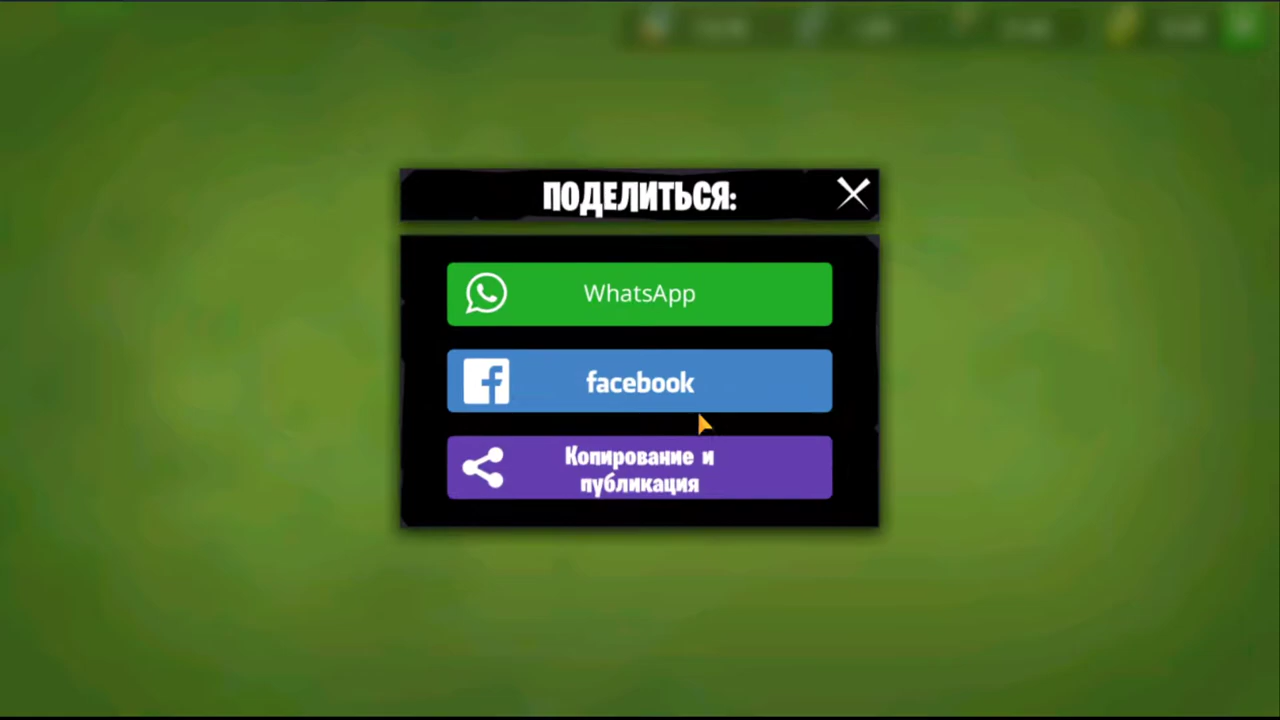 ПОДЕЛИТЬСЯ:
WhatsApp
facebook
Копирование и
публикация